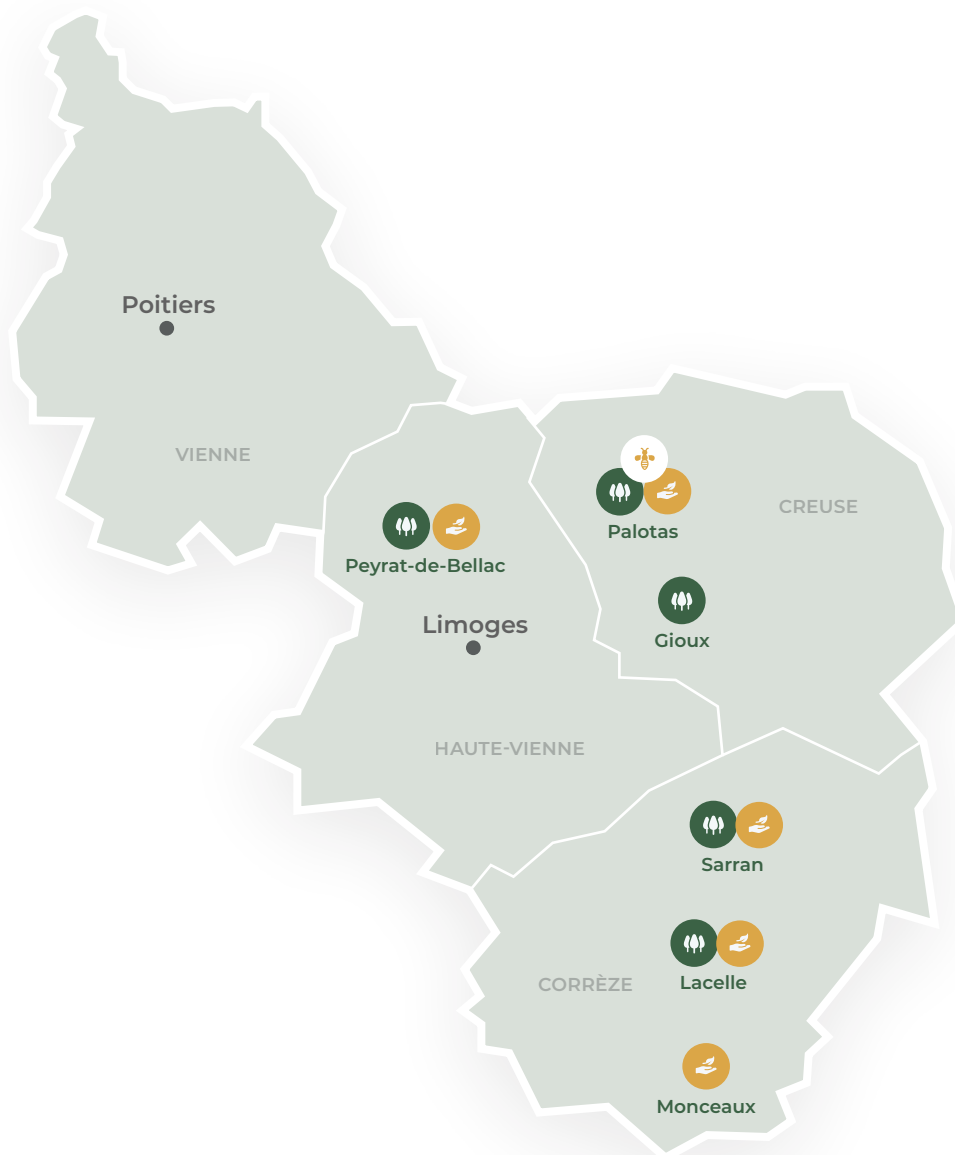 Poitiers
VIENNE
CREUSE
Palotas
Peyrat-de-Bellac
Limoges
Gioux
HAUTE-VIENNE
Sarran
Lacelle
CORRÈZE
Monceaux